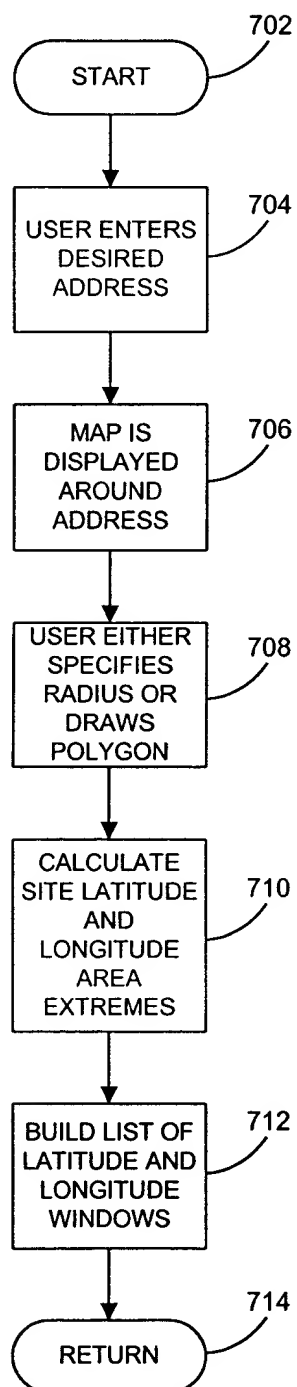 702
START
704
USER ENTERS
DESIRED
ADDRESS
706
MAP IS
DISPLAYED
AROUND
ADDRESS
708
USER EITHER
SPECIFIES
RADIUS OR
DRAWS
POLYGON
710
CALCULATE
SITE LATITUDE
AND
LONGITUDE
AREA
EXTREMES
712
BUILD LIST OF
LATITUDE AND
LONGITUDE
WINDOWS
714
RETURN